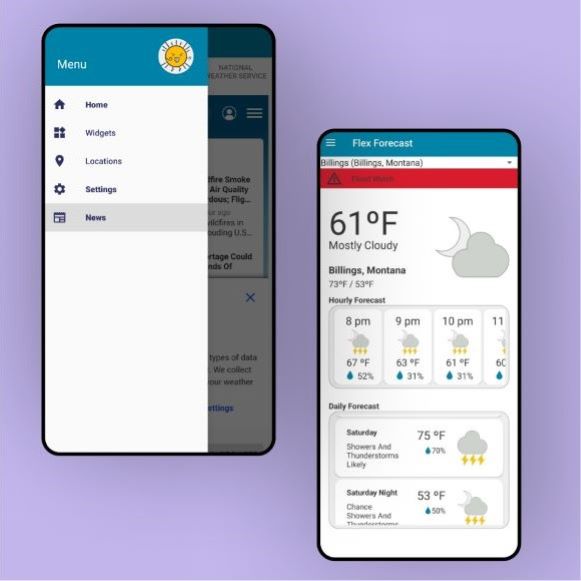 Menu
Home
Widgets
Locations
Settings
News
NATIONAL
WEATHER SERVICE
dfire Smoke
Air Quality
dous; Flig...
ur ago
vildfires in
ouding U.S...
ortage Could
nds Of
types of data
. We collect
our weather
ettings
Flex Forecast
Billings (Billings, Montana)
Flood Watch
61ºF
Mostly Cloudy
Billings, Montana
73ºF / 53ºF
Hourly Forecast
8 pm 9 pm 10 pm 11
67 ºF 63 ºF 61 ºF 60
52% 31% 31%
Daily Forecast
Saturday
75 ºF
Showers And
Thunderstorms
Likely
70%
Saturday Night
53 ºF
Chance
Showers And
Thunderstorms
50%